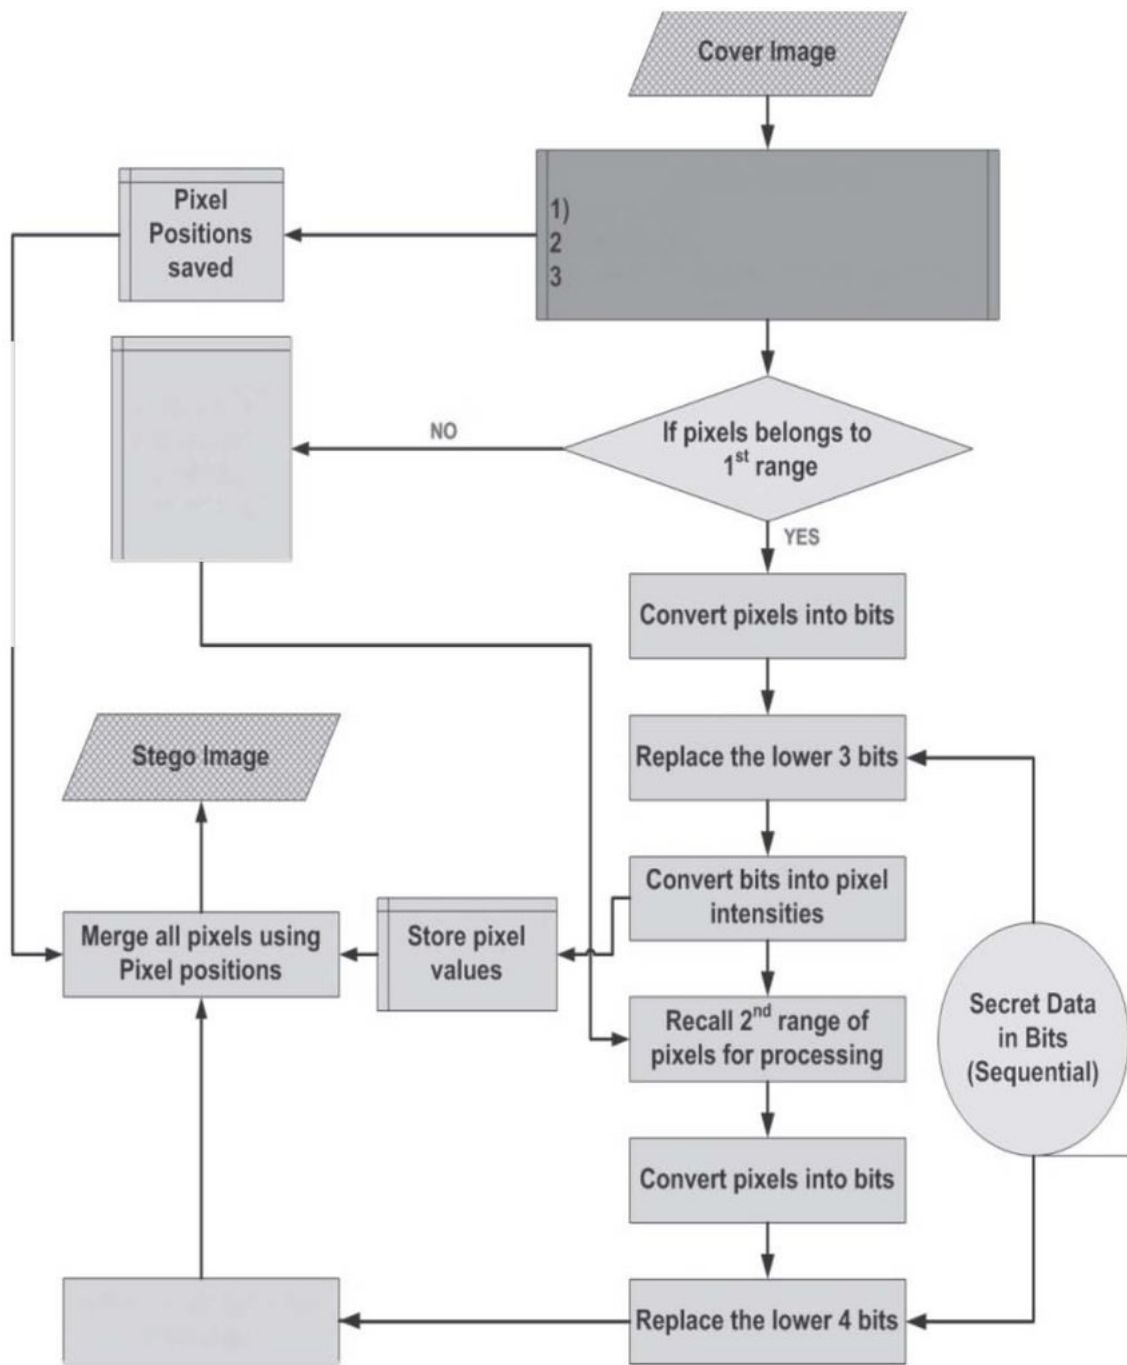 Cover Image
1)
2
3
Pixel
Positions
saved
If pixels belongs to
1st range
NO
YES
Convert pixels into bits
Replace the lower 3 bits
Stego Image
Convert bits into pixel
intensities
Merge all pixels using
Pixel positions
Store pixel
values
Recall 2nd range of
pixels for processing
Secret Data
in Bits
(Sequential)
Convert pixels into bits
Replace the lower 4 bits